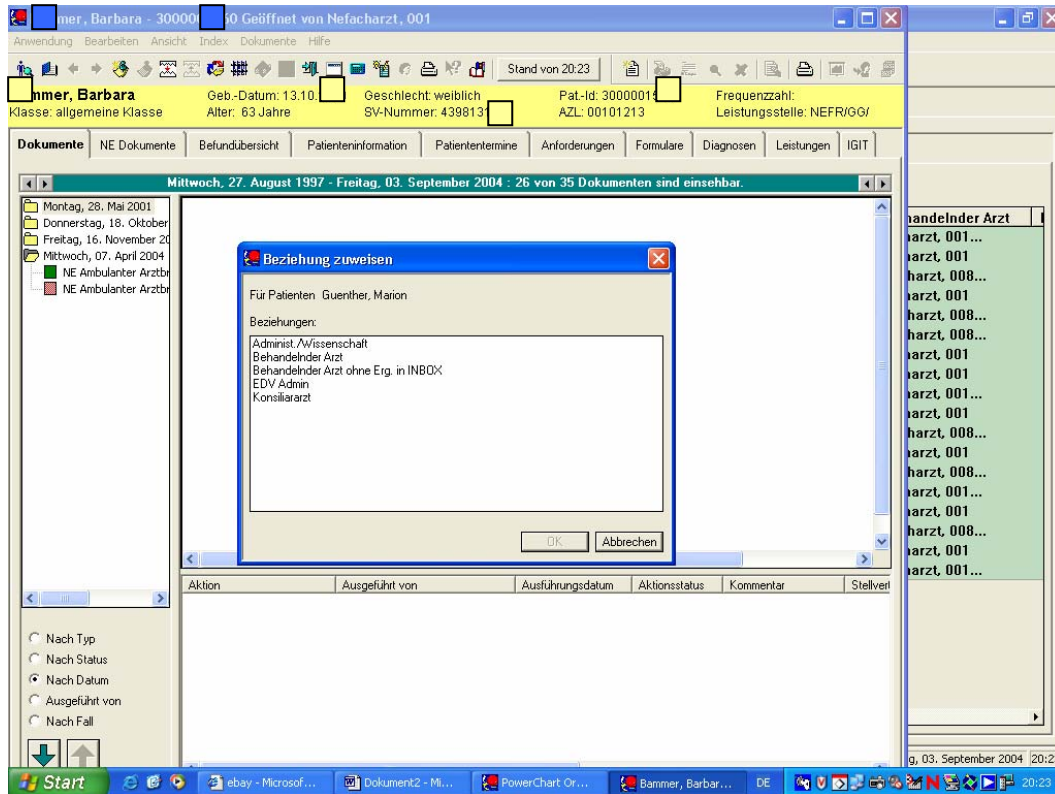 mer, Barbara - 30000 60 Geöffnet von Nefacharzt, 001
Anwendung Bearbeiten Ansicht Index Dokumente Hilfe
Stand von 20:23
mmer, Barbara Geb.-Datum: 13.10. Geschlecht: weiblich Pat.-Id: 3000001 Frequenzzahl:
Klasse: allgemeine Klasse Alter: 63 Jahre SV-Nummer: 4398131 AZL: 00101213 Leistungsstelle: NEFR/GG/
Dokumente NE Dokumente Befundübersicht Patienteninformation Patiententermine Anforderungen Formulare Diagnosen Leistungen IGIT
Mittwoch, 27. August 1997 - Freitag, 03. September 2004 : 26 von 35 Dokumenten sind einsehbar.
Montag, 28. Mai 2001
Donnerstag, 18. Oktober
Freitag, 16. November 20
Mittwoch, 07. April 2004
NE Ambulanter Arztbr
NE Ambulanter Arztbr
Beziehung zuweisen
Für Patienten Guenther, Marion
Beziehungen:
Administ./Wissenschaft
Behandelnder Arzt
Behandelnder Arzt ohne Erg. in INBOX
EDV Admin
Konsiliararzt
OK Abbrechen
Aktion Ausgeführt von Ausführungsdatum Aktionsstatus Kommentar Stellvert
Nach Typ
Nach Status
Nach Datum
Ausgeführt von
Nach Fall
handelnder Arzt
harzt, 001...
harzt, 001
harzt, 008...
harzt, 001
harzt, 008...
harzt, 008...
harzt, 001
harzt, 001
harzt, 001...
harzt, 001
harzt, 008...
harzt, 001
harzt, 008...
harzt, 001...
harzt, 001
harzt, 008...
harzt, 001
harzt, 001...
g, 03. September 2004 20:2
Start ebay - Microsof... Dokument2 - Mi... PowerChart Or... Bammer, Barbar... DE 20:23